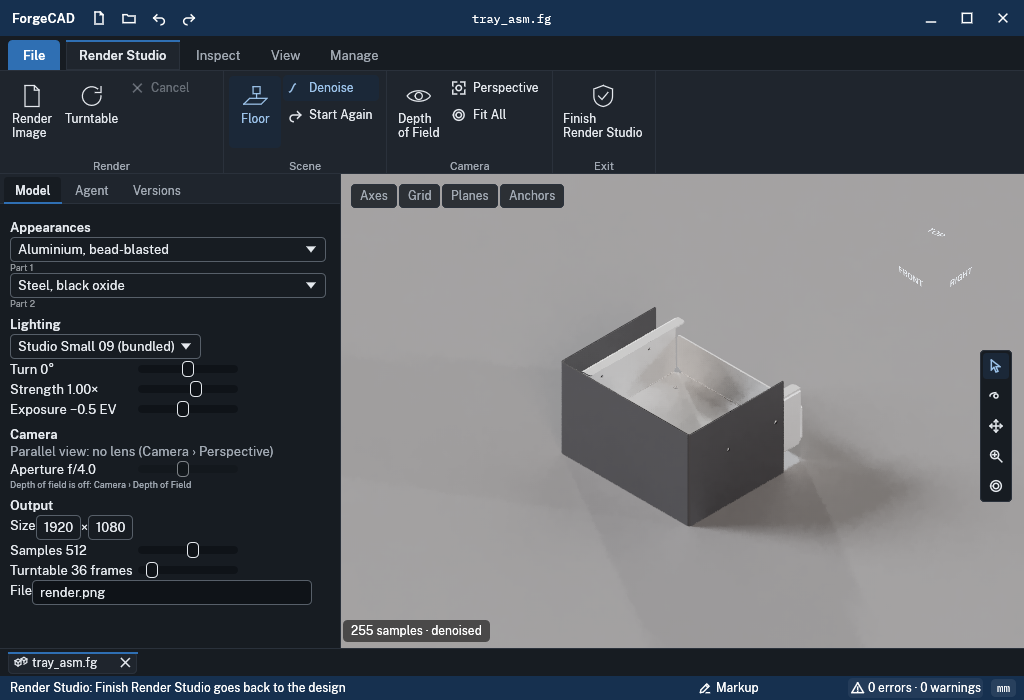 ForgeCAD
tray_asm.fg
File
Render Studio
Inspect
View
Manage
Render
Image
Turntable
Cancel
Render
Floor
Denoise
Start Again
Scene
Depth
of Field
Perspective
Fit All
Camera
Finish
Render Studio
Exit
Model
Agent
Versions
Appearances
Aluminium, bead-blasted
Part 1
Steel, black oxide
Part 2
Lighting
Studio Small 09 (bundled)
Turn 0°
Strength 1.00×
Exposure −0.5 EV
Camera
Parallel view: no lens (Camera › Perspective)
Aperture f/4.0
Depth of field is off: Camera › Depth of Field
Output
Size 1920 × 1080
Samples 512
Turntable 36 frames
File render.png
Axes
Grid
Planes
Anchors
TOP
FRONT
RIGHT
255 samples · denoised
tray_asm.fg
Render Studio: Finish Render Studio goes back to the design
Markup
0 errors · 0 warnings
mm